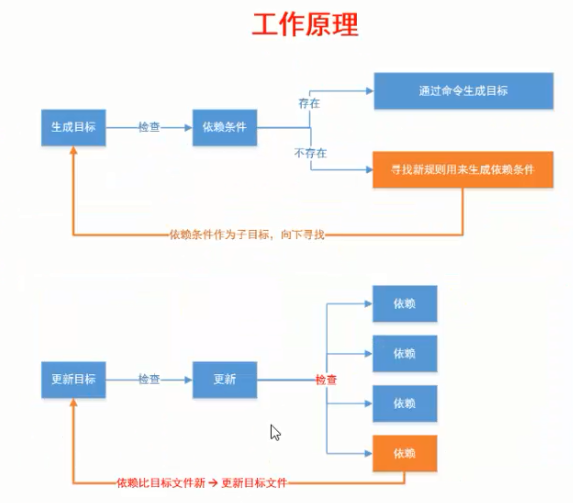 工作原理
存在
通过命令生成目标
生成目标
检查
依赖条件
不存在
寻找新规则用来生成依赖条件
依赖条件作为子目标，向下寻找
依赖
依赖
更新目标
检查
更新
检查
依赖
依赖
依赖比目标文件新→更新目标文件